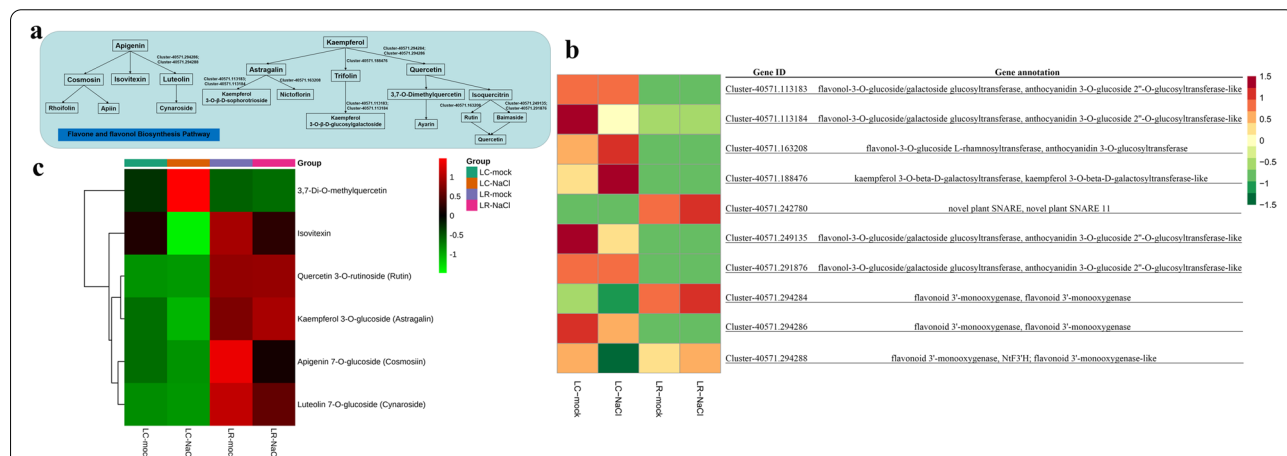 a
Apigenin
Cluster-40571.294286;
Cluster-40571.294288
Cosmosin
Isovitexin
Luteolin
Rhoifolin
Apiin
Cynaroside
Flavone and flavonol Biosynthesis Pathway
Kaempferol
Cluster-40571.294284;
Cluster-40571.294286
Cluster-40571.188476
Astragalin
Trifolin
Quercetin
Cluster-40571.113183;
Cluster-40571.113184
Cluster-40571.163208
Kaempferol
3-O-β-D-sophorotrioside
Nictoflorin
3,7-O-Dimethylquercetin
Isoquercitrin
Cluster-40571.113183;
Cluster-40571.113184
Cluster-40571.163208
Cluster-40571.249135;
Cluster-40571.291876
Kaempferol
3-O-β-D-glucosylgalactoside
Ayarin
Rutin
Baimaside
Quercetin
b
Gene ID Gene annotation
Cluster-40571.113183 flavonol-3-O-glucoside/galactoside glucosyltransferase, anthocyanidin 3-O-glucoside 2"-O-glucosyltransferase-like
Cluster-40571.113184 flavonol-3-O-glucoside/galactoside glucosyltransferase, anthocyanidin 3-O-glucoside 2"-O-glucosyltransferase-like
Cluster-40571.163208 flavonol-3-O-glucoside L-rhamnosyltransferase, anthocyanidin 3-O-glucosyltransferase
Cluster-40571.188476 kaempferol 3-O-beta-D-galactosyltransferase, kaempferol 3-O-beta-D-galactosyltransferase-like
Cluster-40571.242780 novel plant SNARE, novel plant SNARE 11
Cluster-40571.249135 flavonol-3-O-glucoside/galactoside glucosyltransferase, anthocyanidin 3-O-glucoside 2"-O-glucosyltransferase-like
Cluster-40571.291876 flavonol-3-O-glucoside/galactoside glucosyltransferase, anthocyanidin 3-O-glucoside 2"-O-glucosyltransferase-like
Cluster-40571.294284 flavonoid 3'-monooxygenase, flavonoid 3'-monooxygenase
Cluster-40571.294286 flavonoid 3'-monooxygenase, flavonoid 3'-monooxygenase
Cluster-40571.294288 flavonoid 3'-monooxygenase, NtF3'H; flavonoid 3'-monooxygenase-like
LC-mock
LC-NaCl
LR-mock
LR-NaCl
1.5
1
0.5
0
-0.5
-1
-1.5
c
Group
3,7-Di-O-methylquercetin
Isovitexin
Quercetin 3-O-rutinoside (Rutin)
Kaempferol 3-O-glucoside (Astragalin)
Apigenin 7-O-glucoside (Cosmosiin)
Luteolin 7-O-glucoside (Cynaroside)
LC-mock
LC-NaCl
LR-mock
LR-NaCl
1
0.5
0
-0.5
-1
Group
LC-mock
LC-NaCl
LR-mock
LR-NaCl